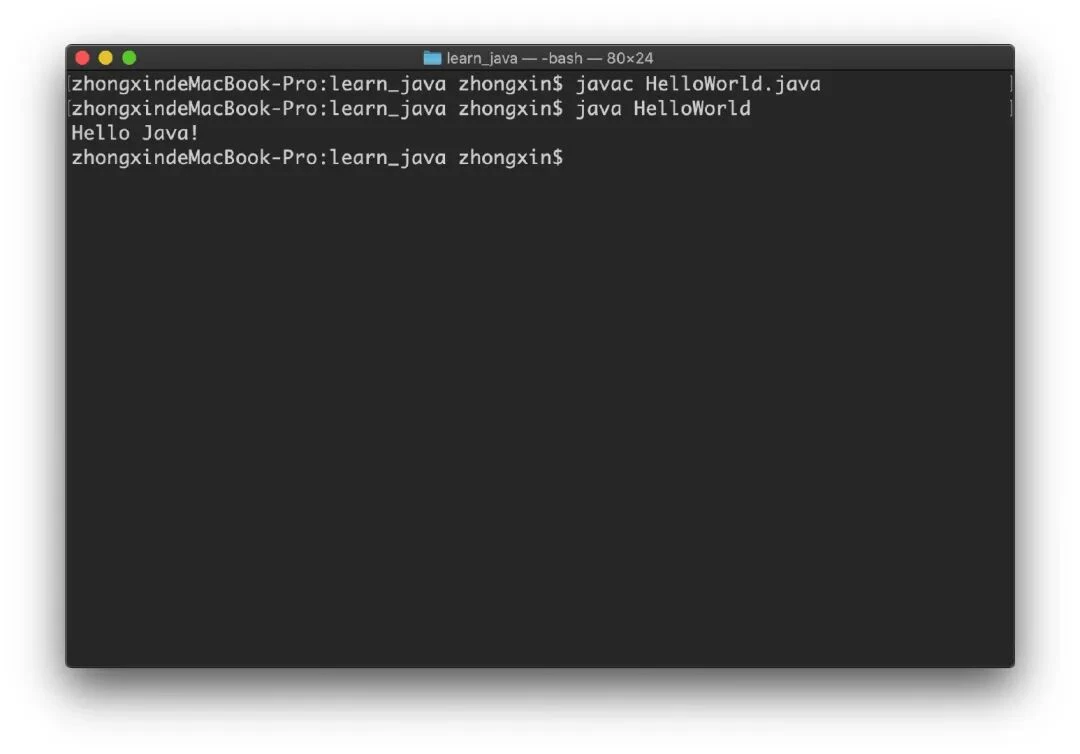 learn_java — -bash — 80×24
[zhongxindeMacBook-Pro:learn_java zhongxin$ javac HelloWorld.java ]
[zhongxindeMacBook-Pro:learn_java zhongxin$ java HelloWorld ]
Hello Java!
zhongxindeMacBook-Pro:learn_java zhongxin$